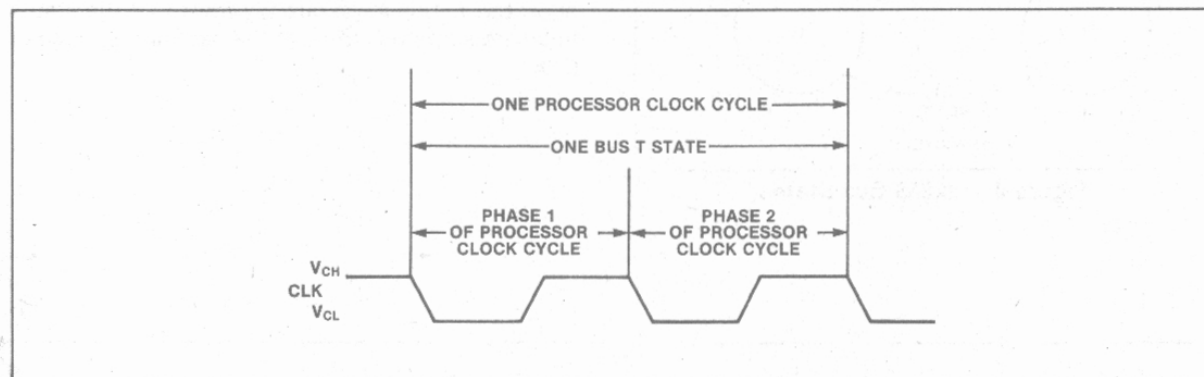 ONE PROCESSOR CLOCK CYCLE
ONE BUS T STATE
PHASE 1
OF PROCESSOR
CLOCK CYCLE
PHASE 2
OF PROCESSOR
CLOCK CYCLE
VCH
CLK
VCL